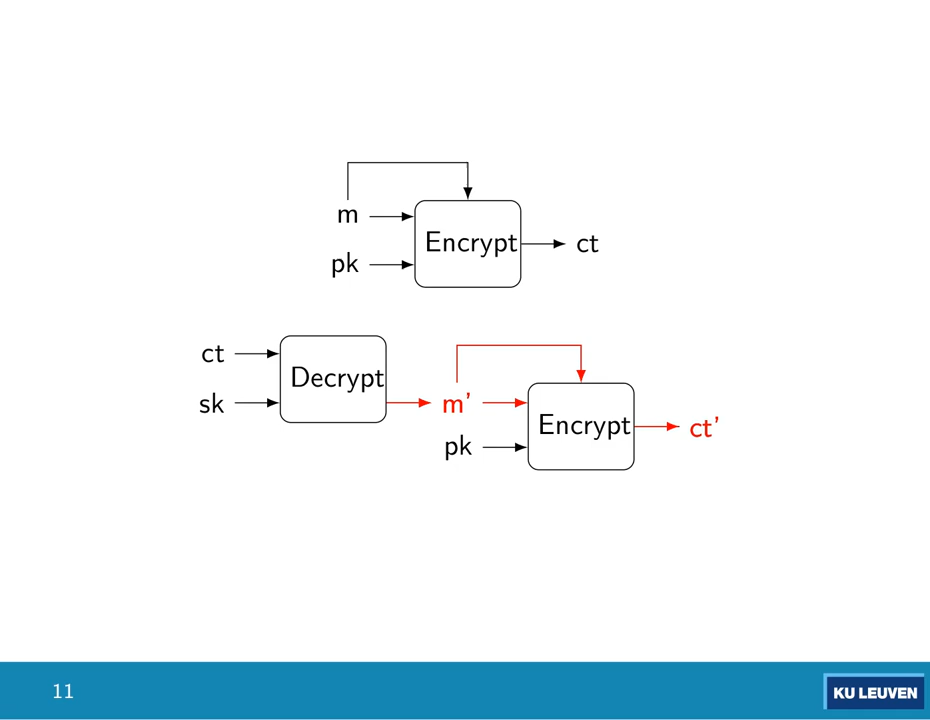 m
pk
Encrypt
ct
ct
sk
Decrypt
m'
pk
Encrypt
ct'
11
KU LEUVEN